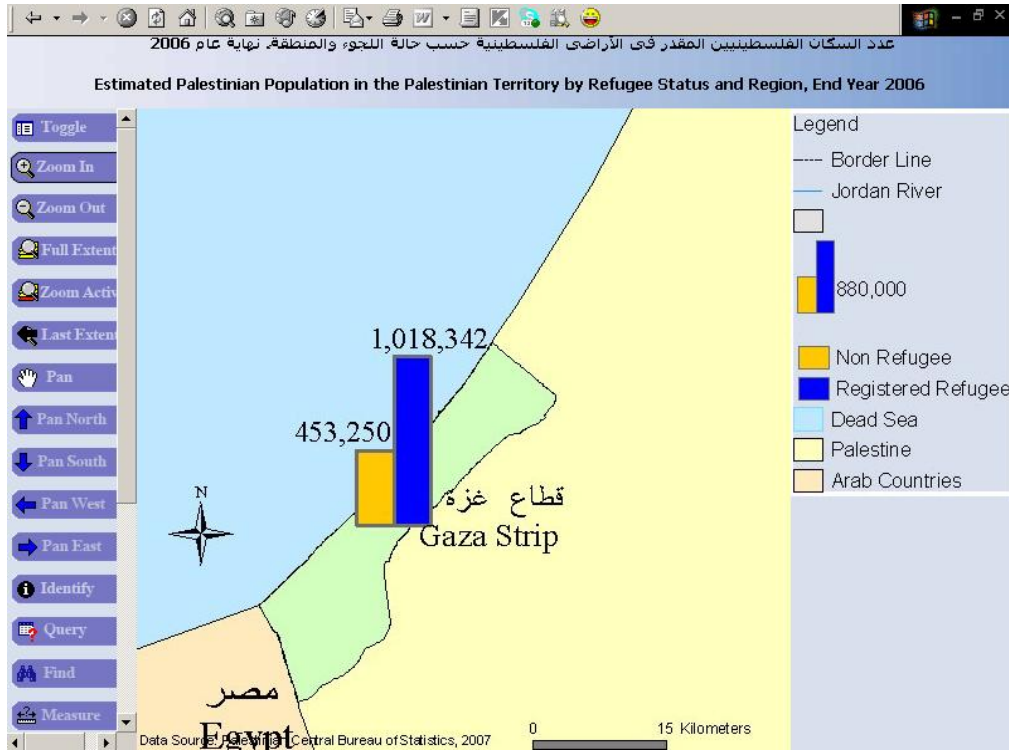 عدد السكان الفلسطينيين المقدر في الأراضي الفلسطينية حسب حالة اللجوء والمنطقة، نهاية عام 2006
Estimated Palestinian Population in the Palestinian Territory by Refugee Status and Region, End Year 2006
Toggle
Zoom In
Zoom Out
Full Extent
Zoom Activ
Last Extent
Pan
Pan North
Pan South
Pan West
Pan East
Identify
Query
Find
Measure
1,018,342
453,250
N
قطاع غزة
Gaza Strip
مصر
Egypt
Data Source: Palestinian Central Bureau of Statistics, 2007
0 15 Kilometers
Legend
Border Line
Jordan River
880,000
Non Refugee
Registered Refugee
Dead Sea
Palestine
Arab Countries